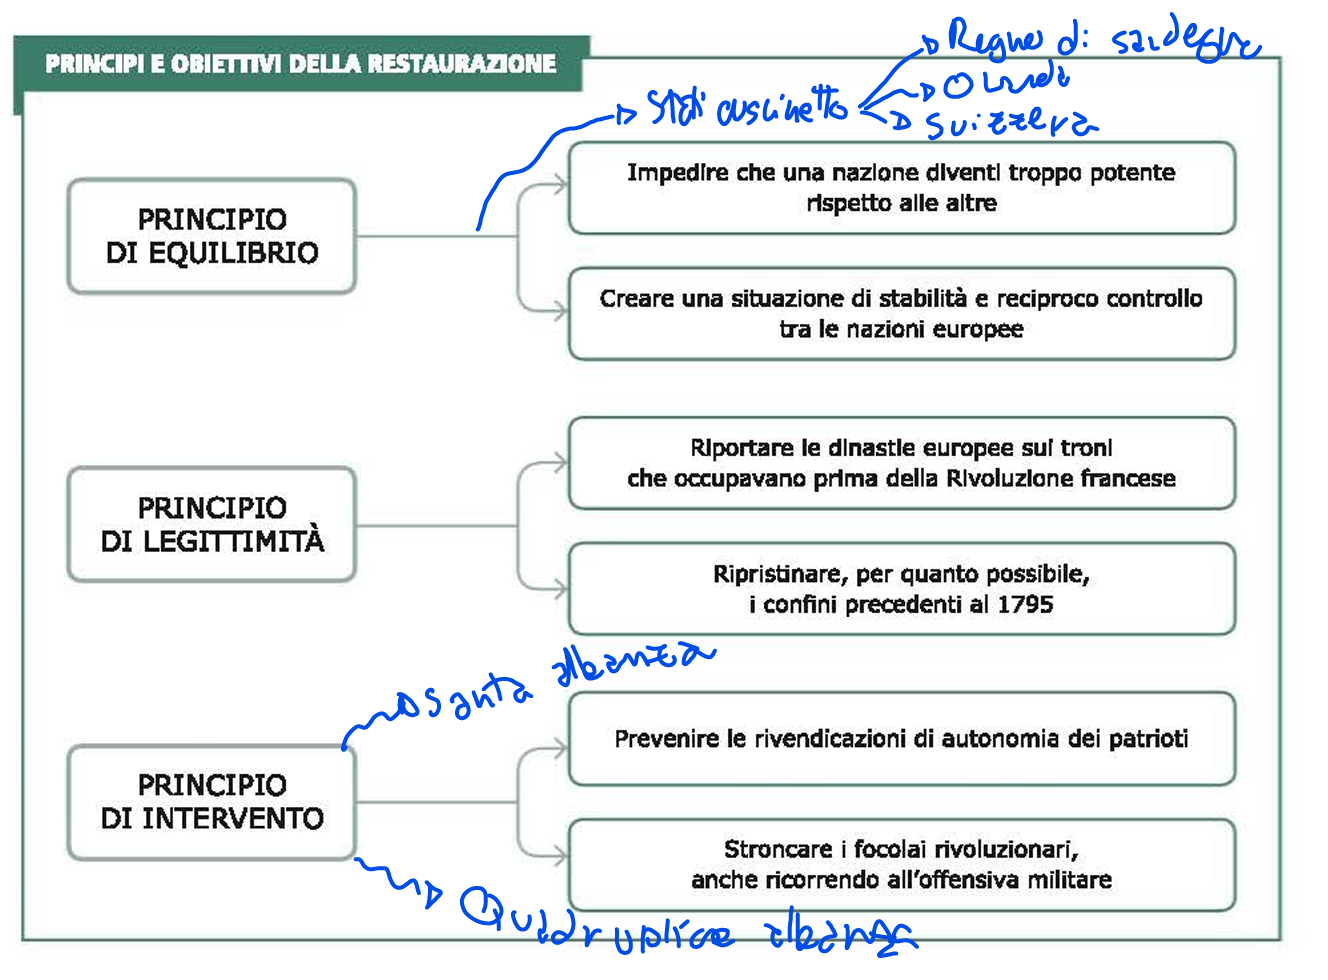 Regno di Sardegna
PRINCIPI E OBIETTIVI DELLA RESTAURAZIONE
Stati cuscinetto
Olanda
Svizzera
PRINCIPIO
DI EQUILIBRIO
Impedire che una nazione diventi troppo potente
rispetto alle altre
Creare una situazione di stabilità e reciproco controllo
tra le nazioni europee
PRINCIPIO
DI LEGITTIMITÀ
Riportare le dinastie europee sui troni
che occupavano prima della Rivoluzione francese
Ripristinare, per quanto possibile,
i confini precedenti al 1795
Santa alleanza
PRINCIPIO
DI INTERVENTO
Prevenire le rivendicazioni di autonomia dei patrioti
Stroncare i focolai rivoluzionari,
anche ricorrendo all'offensiva militare
Quadruplice alleanza